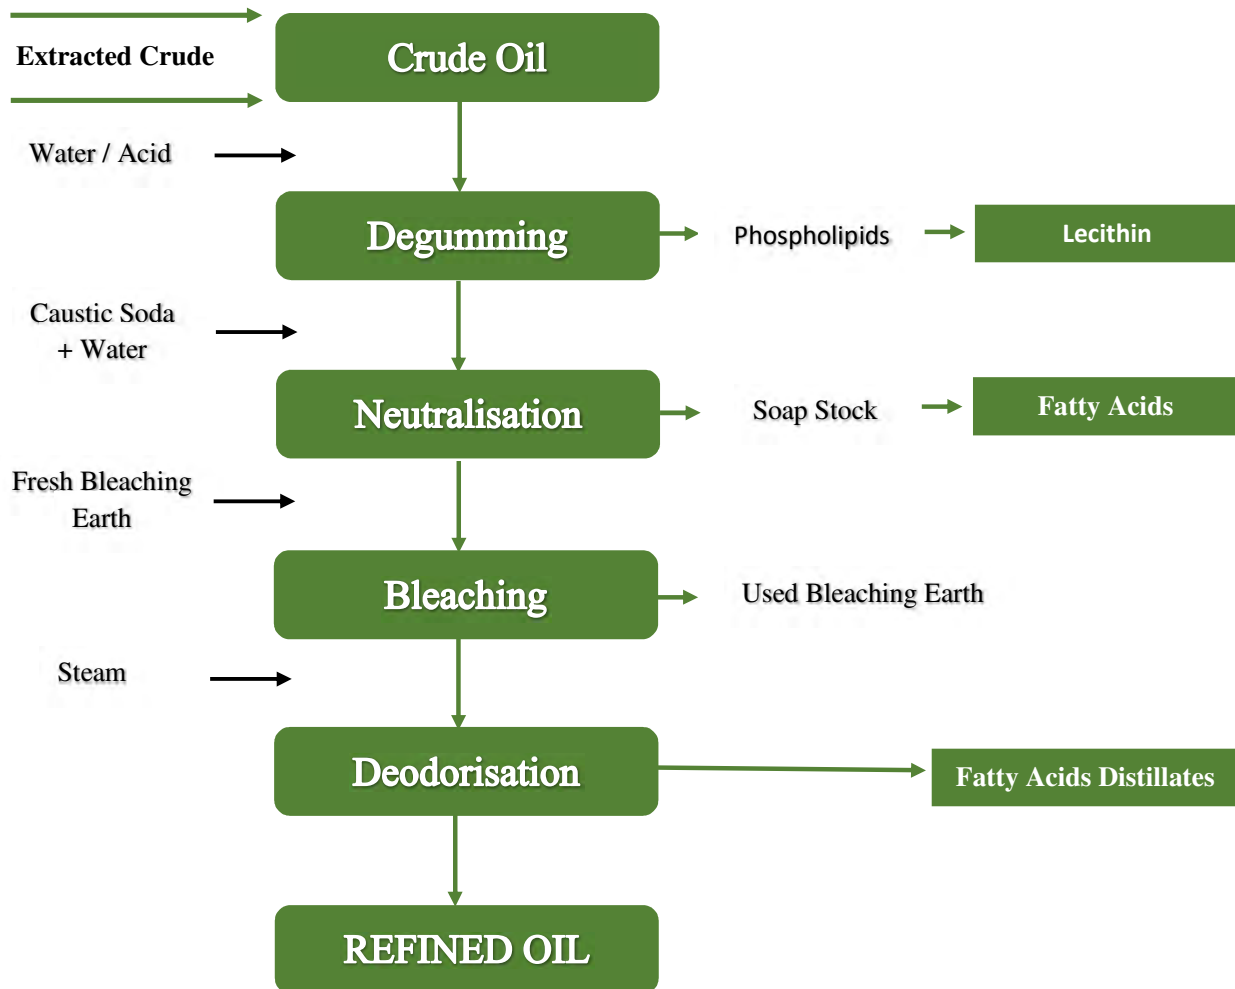 Extracted Crude
Crude Oil
Water / Acid
Degumming
Phospholipids
Lecithin
Caustic Soda
+ Water
Neutralisation
Soap Stock
Fatty Acids
Fresh Bleaching
Earth
Bleaching
Used Bleaching Earth
Steam
Deodorisation
Fatty Acids Distillates
REFINED OIL